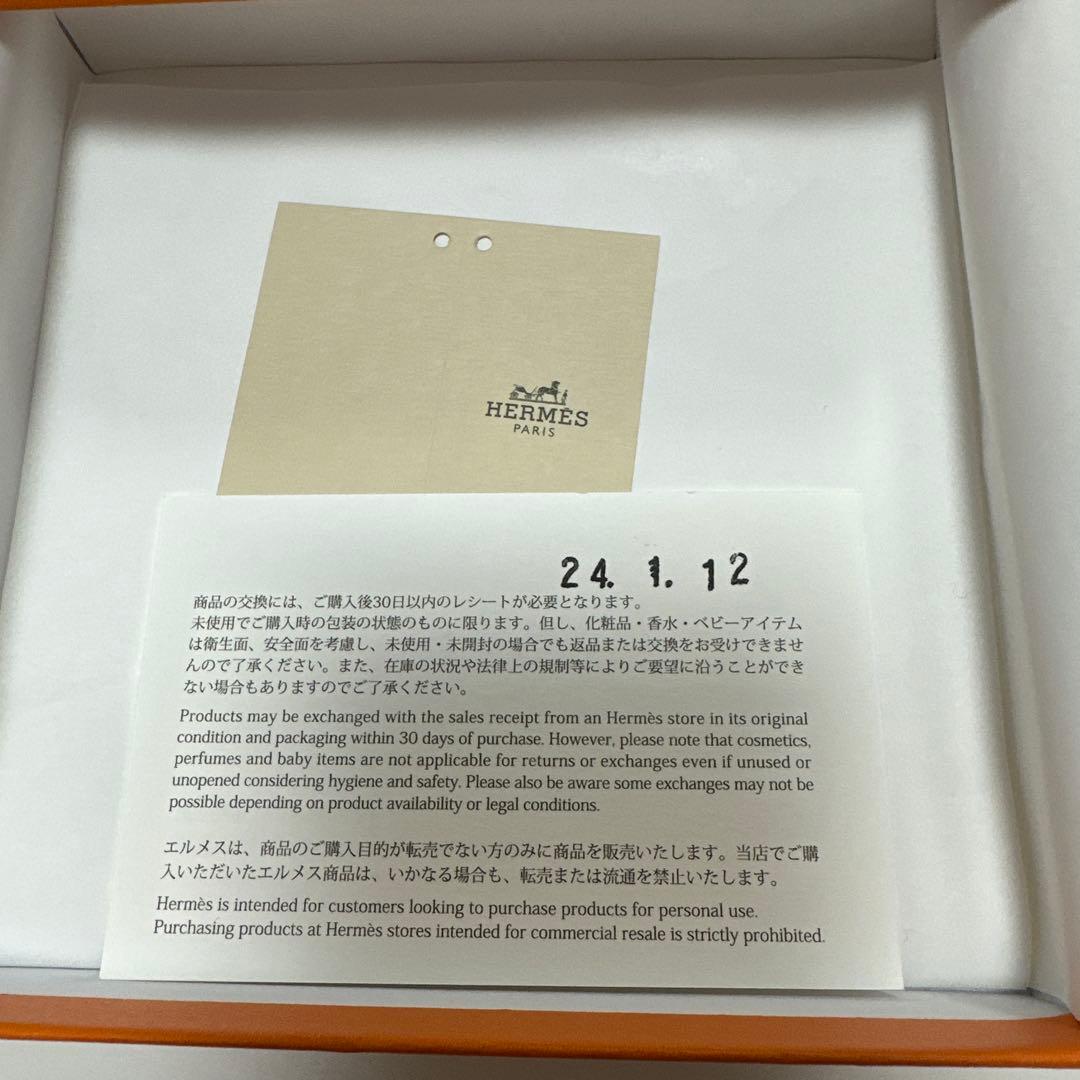 HERMÈS
PARIS
24. 1. 12
商品の交換には、ご購入後30日以内のレシートが必要となります。
未使用でご購入時の包装の状態のものに限ります。但し、化粧品・香水・ベビーアイテム
は衛生面、安全面を考慮し、未使用・未開封の場合でも返品または交換をお受けできませ
んので了承ください。また、在庫の状況や法律上の規制等によりご要望に沿うことができ
ない場合もありますのでご了承ください。
Products may be exchanged with the sales receipt from an Hermès store in its original
condition and packaging within 30 days of purchase. However, please note that cosmetics,
perfumes and baby items are not applicable for returns or exchanges even if unused or
unopened considering hygiene and safety. Please also be aware some exchanges may not be
possible depending on product availability or legal conditions.
エルメスは、商品のご購入目的が転売でない方のみに商品を販売いたします。当店でご購
入いただいたエルメス商品は、いかなる場合も、転売または流通を禁止いたします。
Hermès is intended for customers looking to purchase products for personal use.
Purchasing products at Hermès stores intended for commercial resale is strictly prohibited.